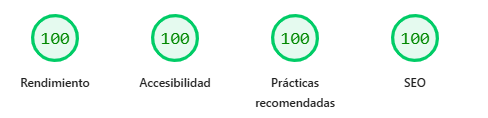 100 100 100 100
Rendimiento Accesibilidad Prácticas SEO
recomendadas